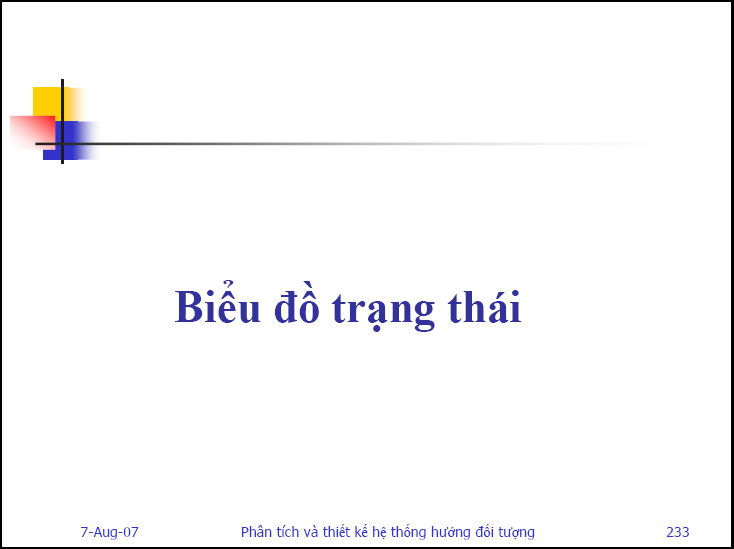 Biểu đồ trạng thái
7-Aug-07
Phân tích và thiết kế hệ thống hướng đối tượng
233